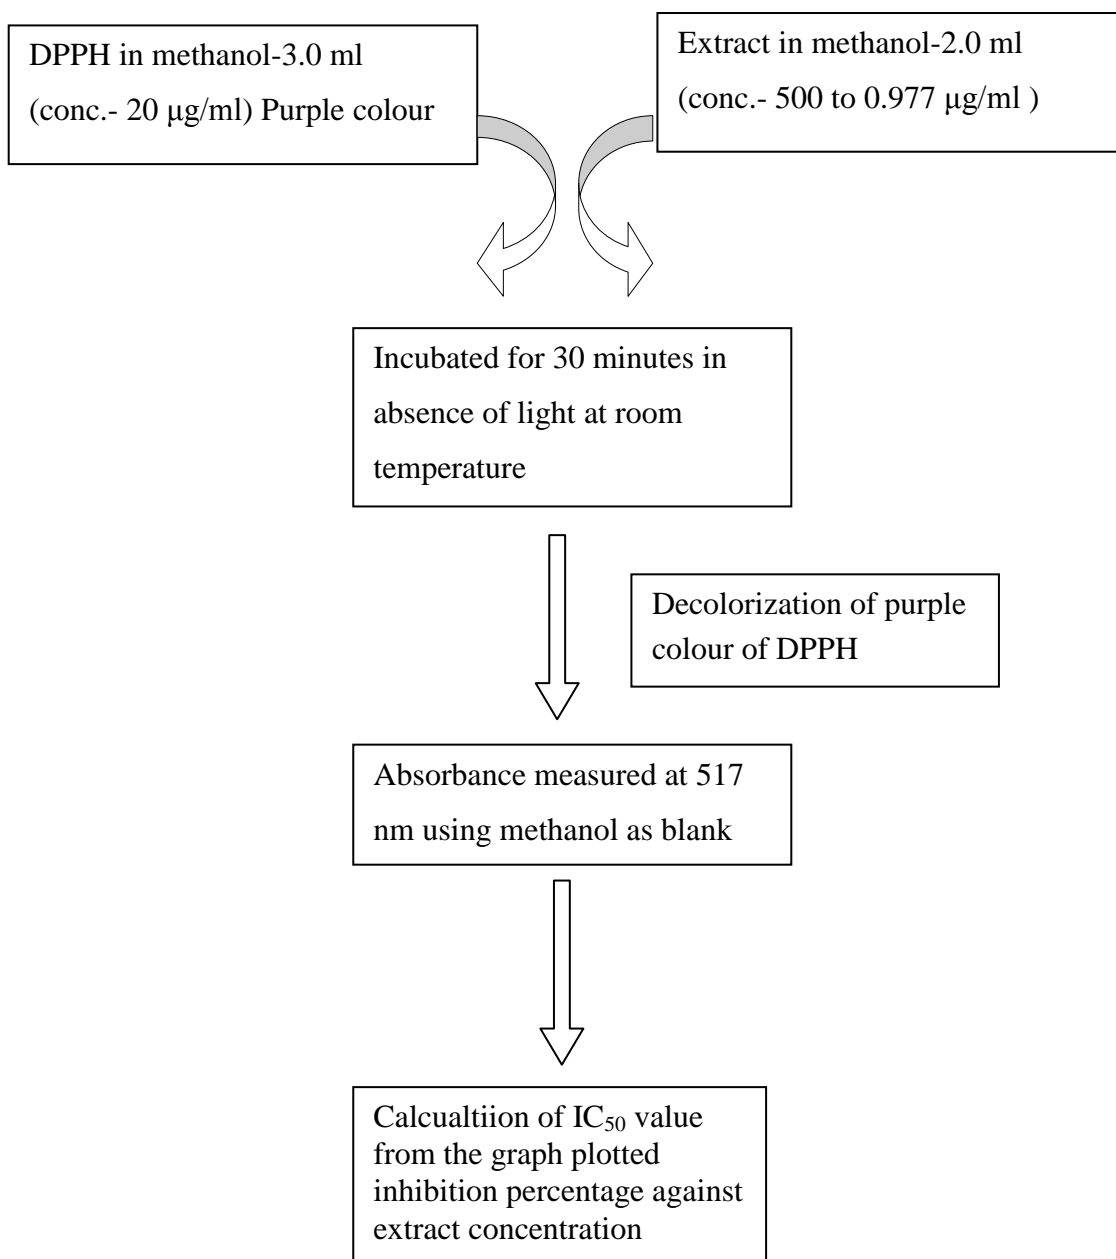 DPPH in methanol-3.0 ml
(conc.- 20 μg/ml) Purple colour
Extract in methanol-2.0 ml
(conc.- 500 to 0.977 μg/ml )
Incubated for 30 minutes in
absence of light at room
temperature
Decolorization of purple
colour of DPPH
Absorbance measured at 517
nm using methanol as blank
Calcualtiion of IC₅₀ value
from the graph plotted
inhibition percentage against
extract concentration